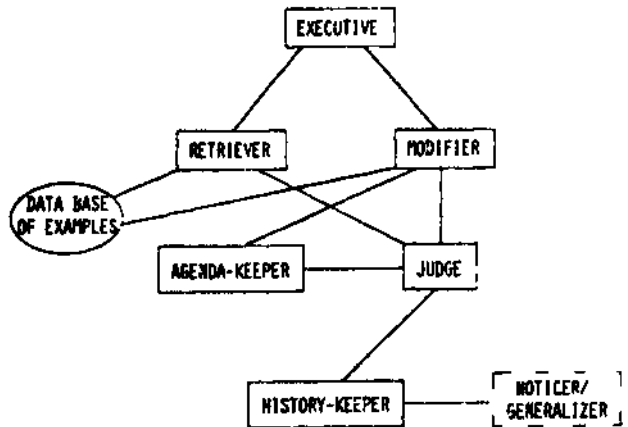 EXECUTIVE
RETRIEVER
MODIFIER
DATA BASE
OF EXAMPLES
AGENDA-KEEPER
JUDGE
HISTORY-KEEPER
NOTICER/
GENERALIZER